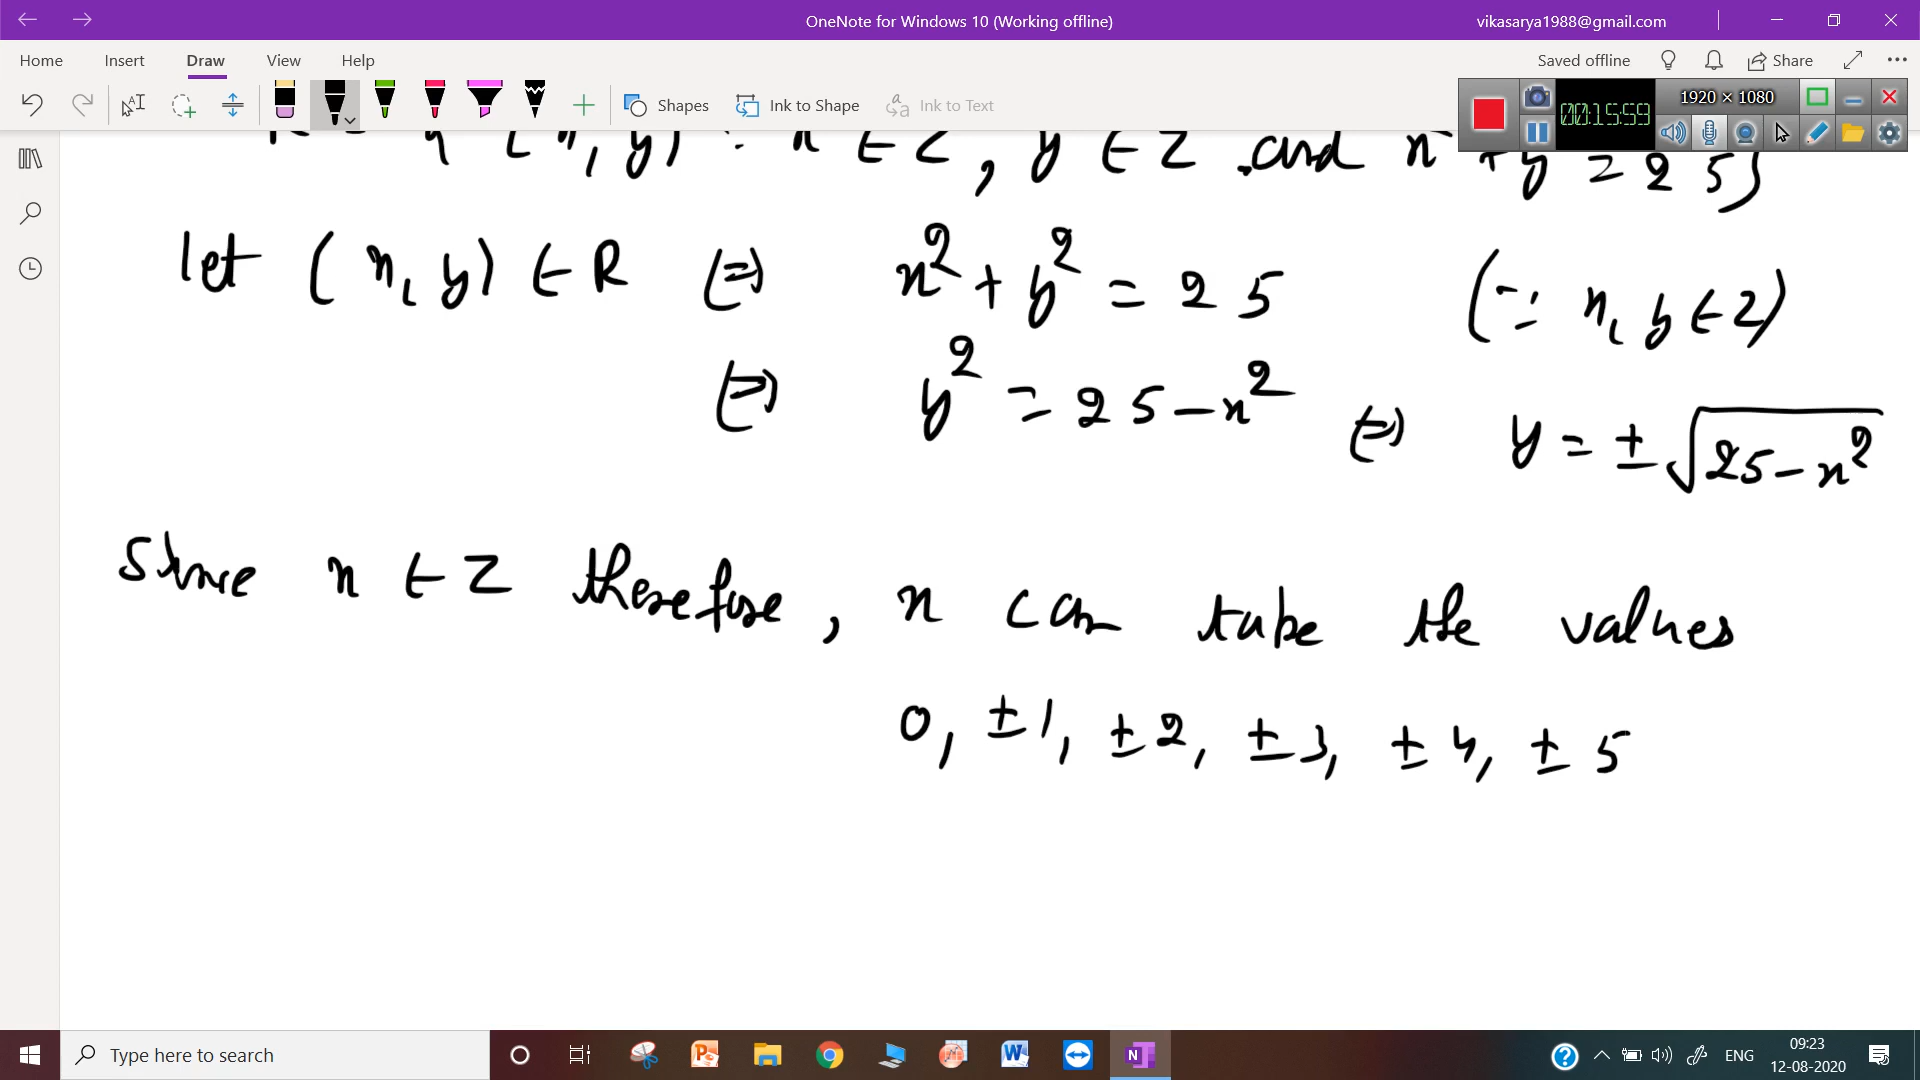 OneNote for Windows 10 (Working offline)
vikasarya1988@gmail.com
Home Insert Draw View Help
Saved offline Share
Shapes Ink to Shape Ink to Text
1920 × 1080
00:15:59
R = { (x, y) : x ∈ Z, y ∈ Z and x² + y² = 25}
let (x, y) ∈ R ⇔ x² + y² = 25 (∵ x, y ∈ Z)
⇔ y² = 25 - x² ⇔ y = ± √25 - x²
Since x ∈ Z therefore, x can take the values
0, ±1, ±2, ±3, ±4, ±5
Type here to search
ENG
09:23
12-08-2020